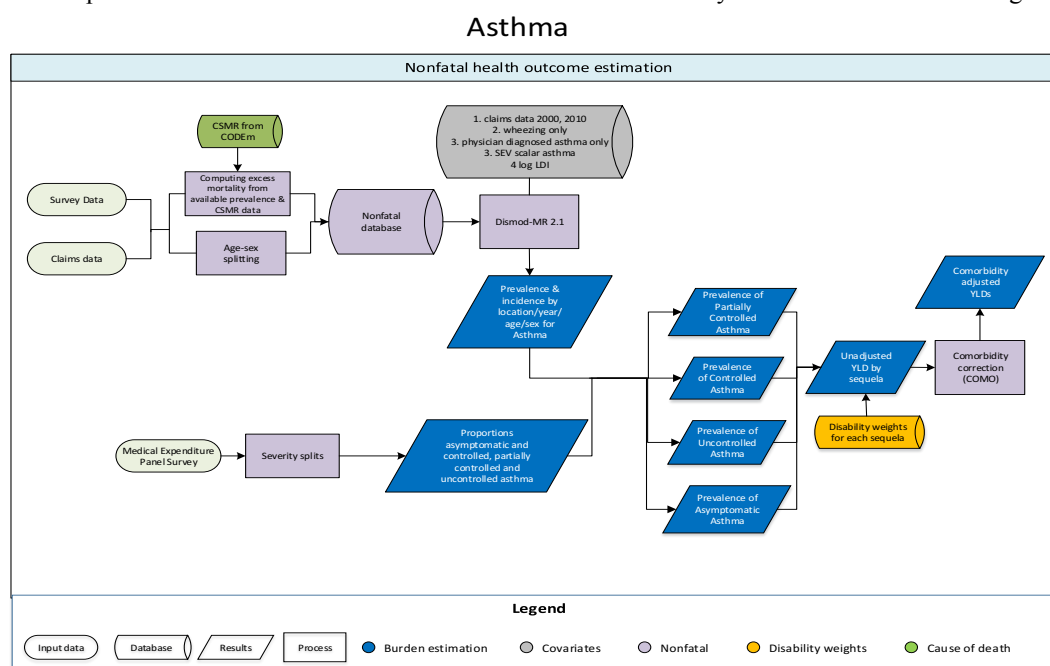 Asthma
Nonfatal health outcome estimation
CSMR from
CODEm
1. claims data 2000, 2010
2. wheezing only
3. physician diagnosed asthma only
3. SEV scalar asthma
4 log LDI
Survey Data
Claims data
Computing excess
mortality from
available prevalence &
CSMR data
Age-sex
splitting
Nonfatal
database
Dismod-MR 2.1
Prevalence &
incidence by
location/year/
age/sex for
Asthma
Prevalence of
Partially
Controlled
Asthma
Prevalence
of Controlled
Asthma
Prevalence of
Uncontrolled
Asthma
Prevalence of
Asymptomatic
Asthma
Unadjusted
YLD by
sequela
Comorbidity
adjusted
YLDs
Comorbidity
correction
(COMO)
Disability weights
for each sequela
Medical Expenditure
Panel Survey
Severity splits
Proportions
asymptomatic and
controlled, partially
controlled and
uncontrolled asthma
Legend
Input data
Database
Results
Process
Burden estimation
Covariates
Nonfatal
Disability weights
Cause of death